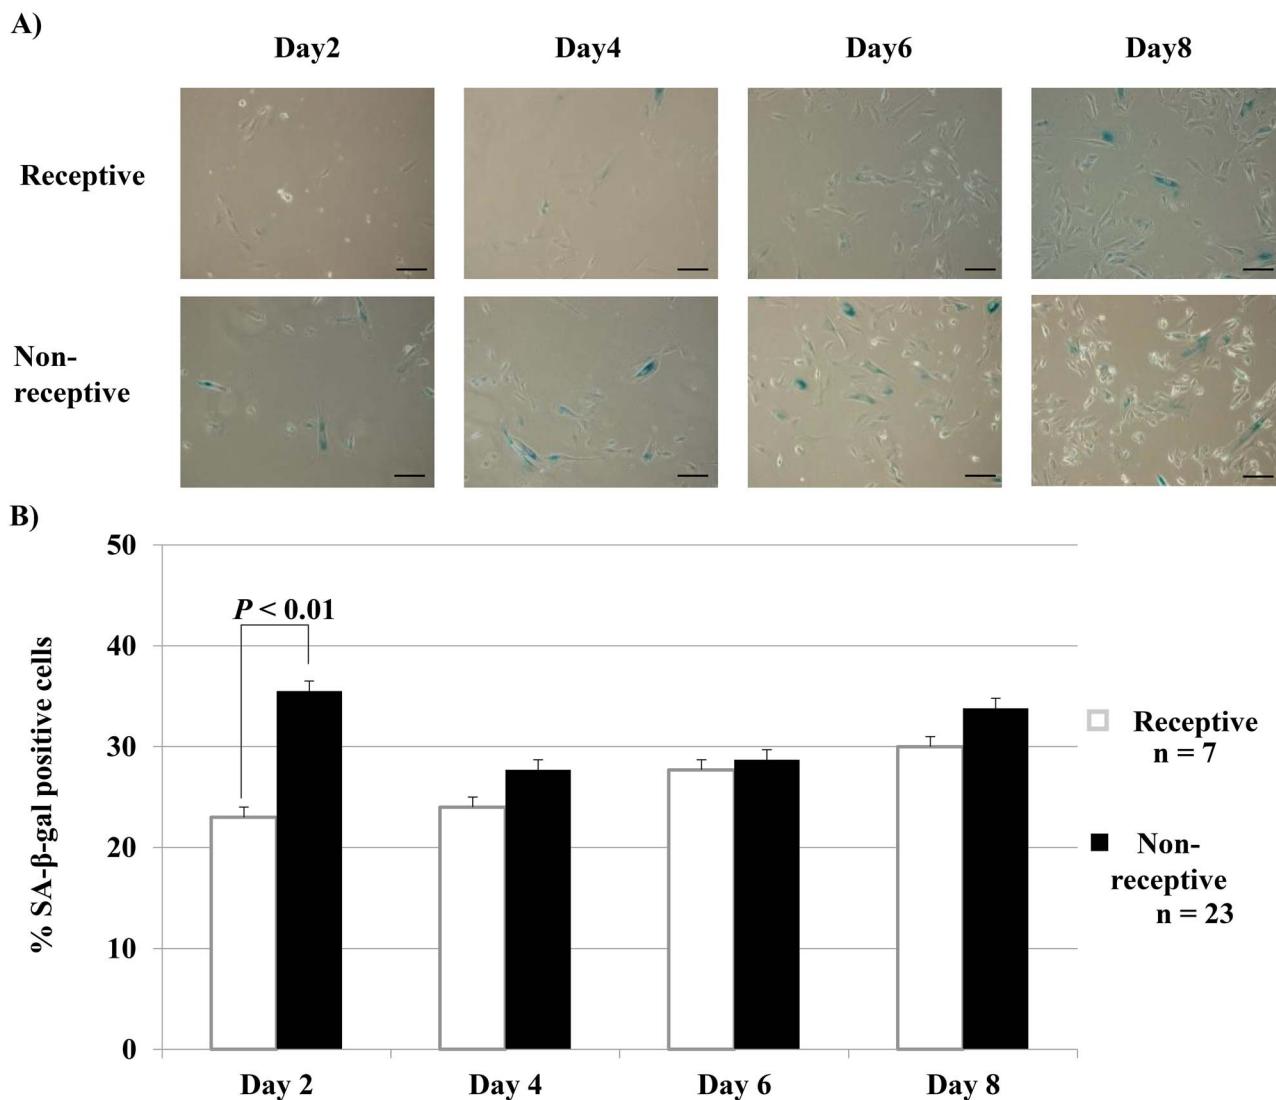 A)
Day2 Day4 Day6 Day8
Receptive
Non-
receptive
B)
% SA-β-gal positive cells
50
40
30
20
10
0
P < 0.01
Day 2 Day 4 Day 6 Day 8
Receptive
n = 7
Non-
receptive
n = 23